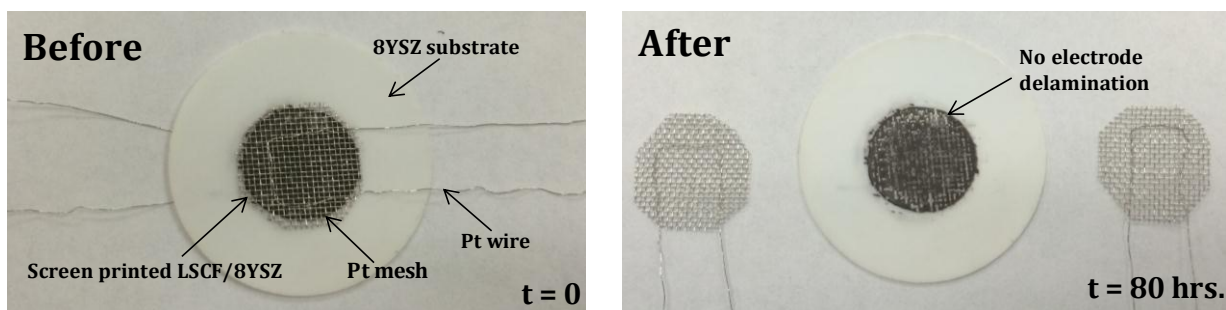 Before
8YSZ substrate
Pt wire
Screen printed LSCF/8YSZ
Pt mesh
t = 0
After
No electrode
delamination
t = 80 hrs.